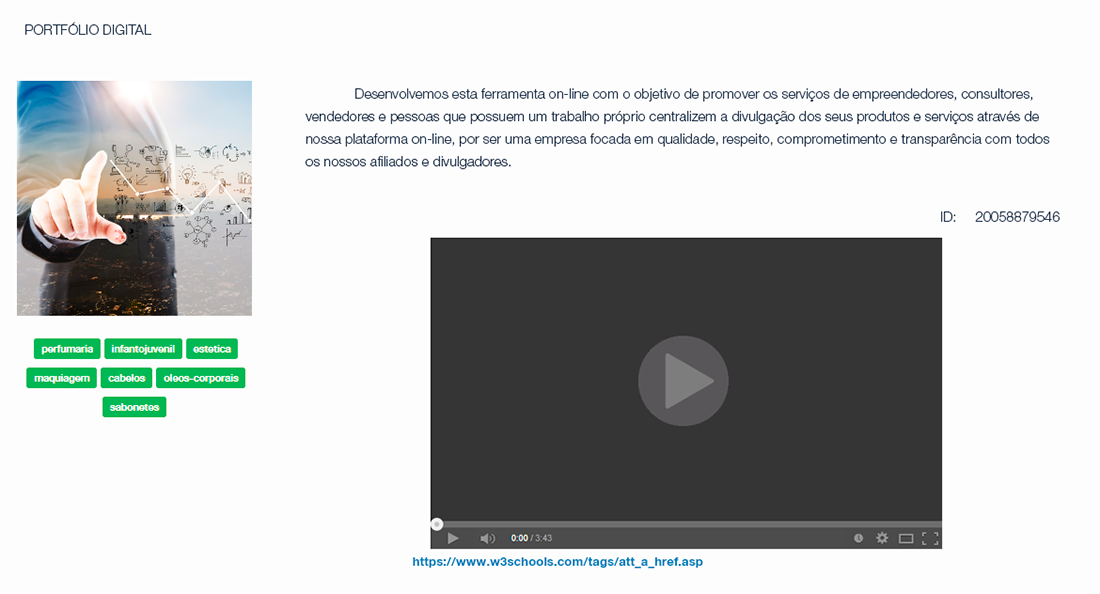 PORTFÓLIO DIGITAL
Desenvolvemos esta ferramenta on-line com o objetivo de promover os serviços de empreendedores, consultores,
vendedores e pessoas que possuem um trabalho próprio centralizem a divulgação dos seus produtos e serviços através de
nossa plataforma on-line, por ser uma empresa focada em qualidade, respeito, comprometimento e transparência com todos
os nossos afiliados e divulgadores.
ID: 20058879546
perfumaria infantojuvenil estetica
maquiagem cabelos oleos-corporais
sabonetes
0:00 / 3:43
https://www.w3schools.com/tags/att_a_href.asp